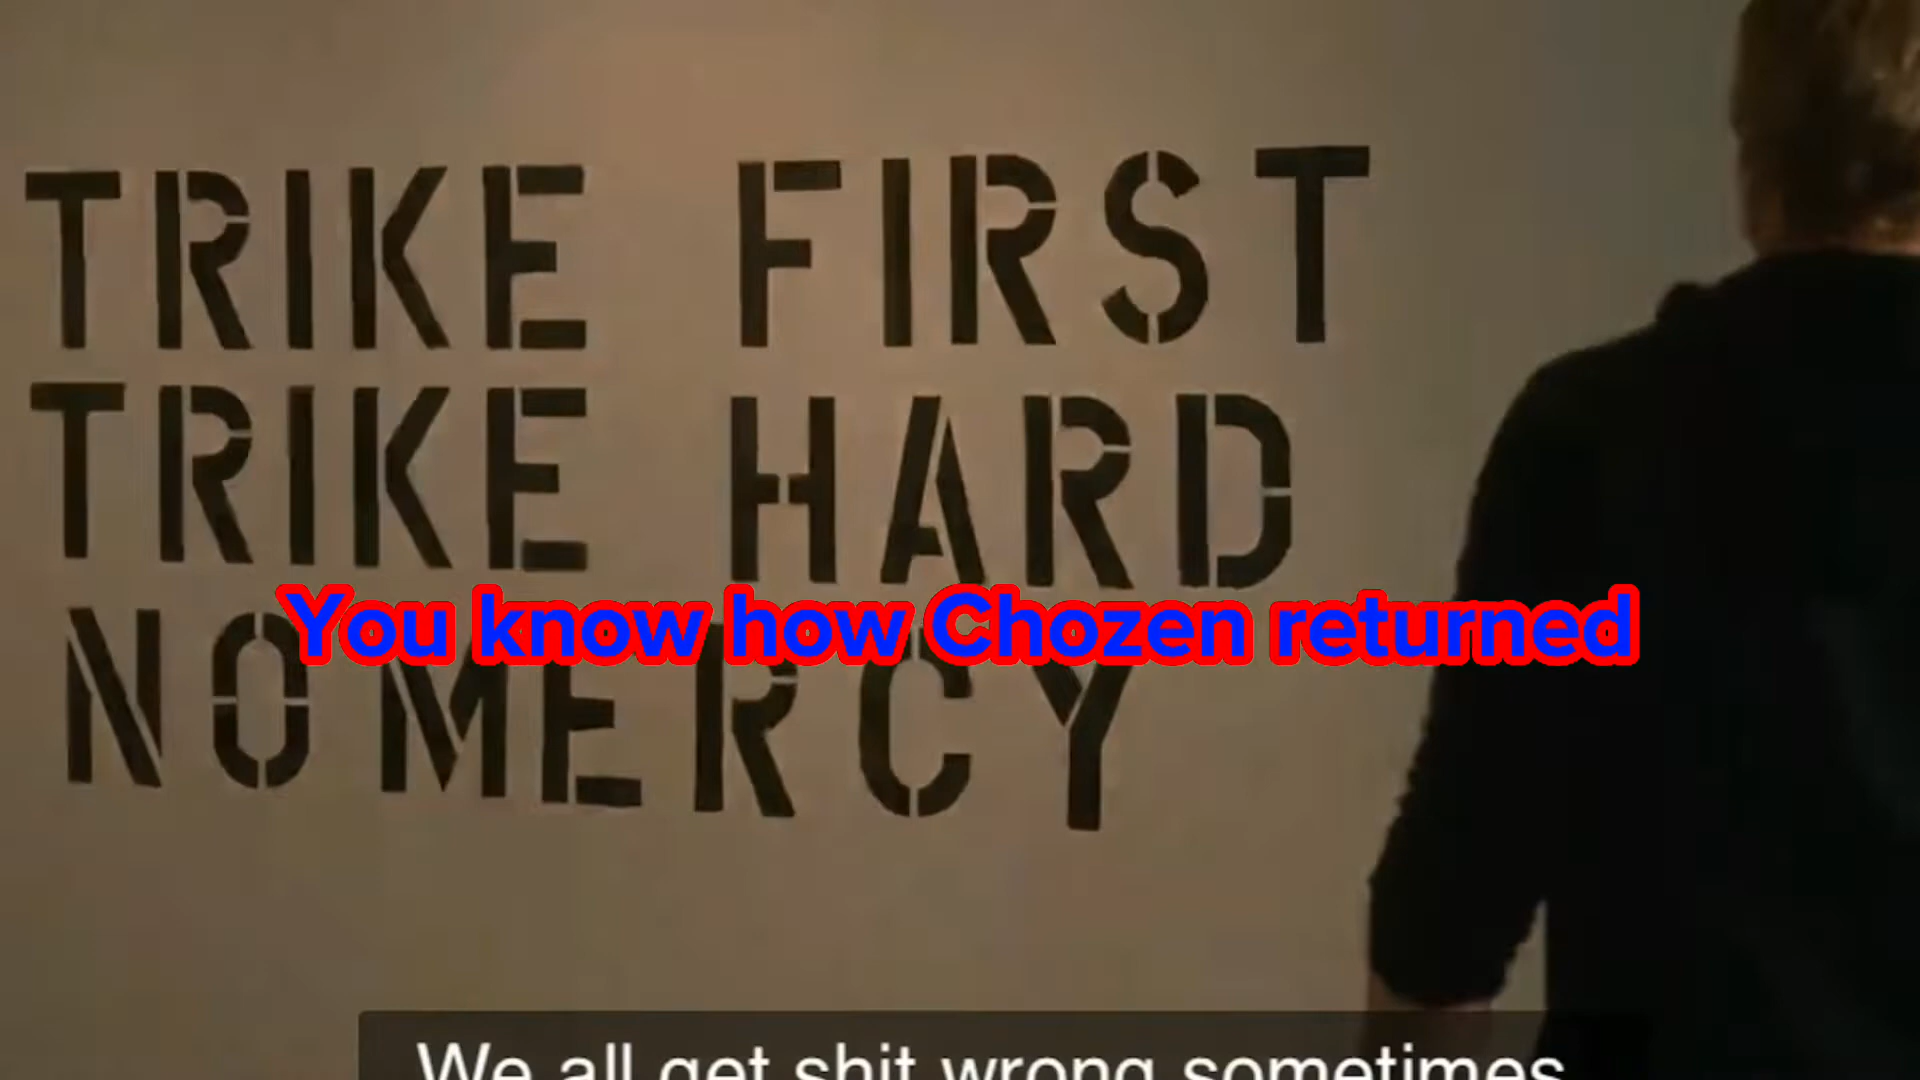 TRIKE FIRST
TRIKE HARD
NO MERCY
You know how Chozen returned
We all get shit wrong sometimes